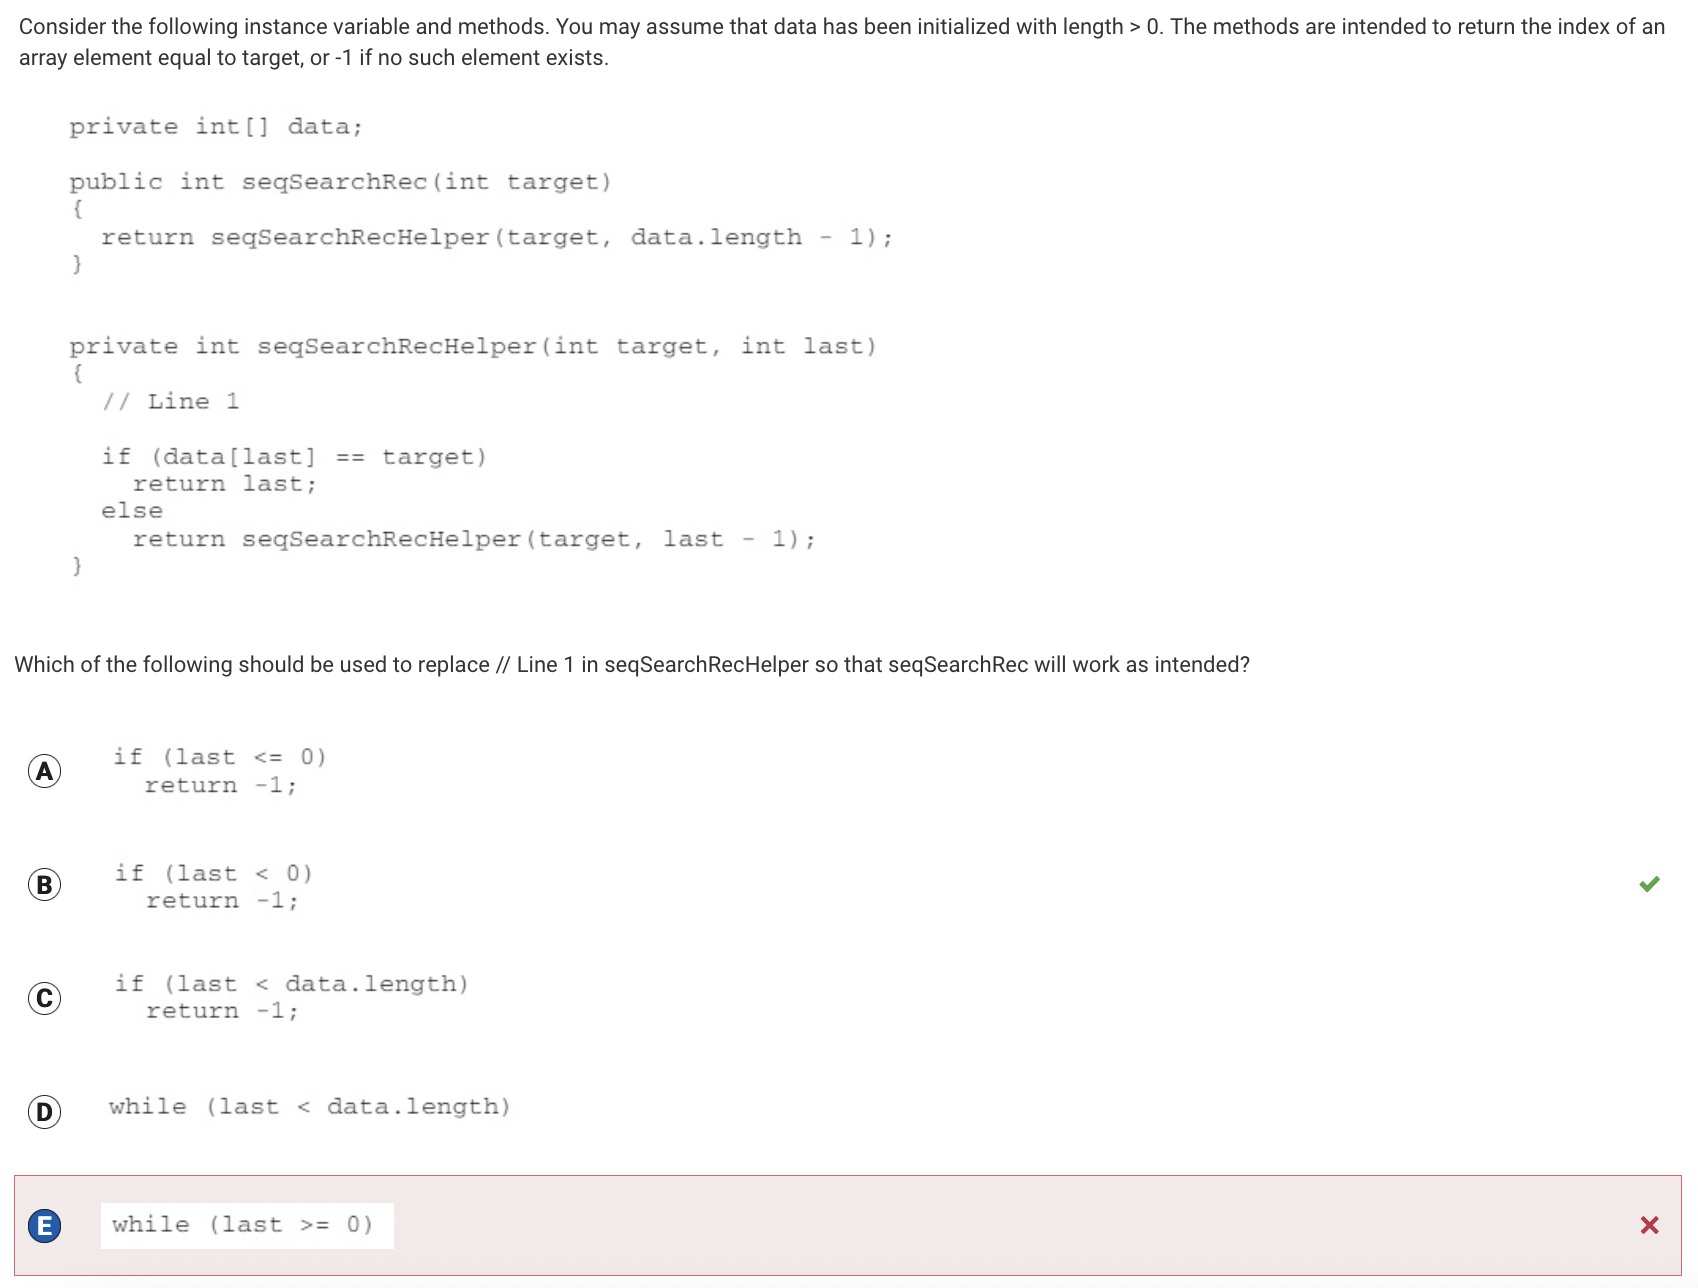 Consider the following instance variable and methods. You may assume that data has been initialized with length > 0. The methods are intended to return the index of an
array element equal to target, or -1 if no such element exists.
private int[] data;
public int seqSearchRec(int target)
{
return seqSearchRecHelper(target, data.length - 1);
}
private int seqSearchRecHelper(int target, int last)
{
// Line 1
if (data[last] == target)
return last;
else
return seqSearchRecHelper(target, last - 1);
}
Which of the following should be used to replace // Line 1 in seqSearchRecHelper so that seqSearchRec will work as intended?
A if (last <= 0)
return -1;
B if (last < 0)
return -1;
C if (last < data.length)
return -1;
D while (last < data.length)
E while (last >= 0)